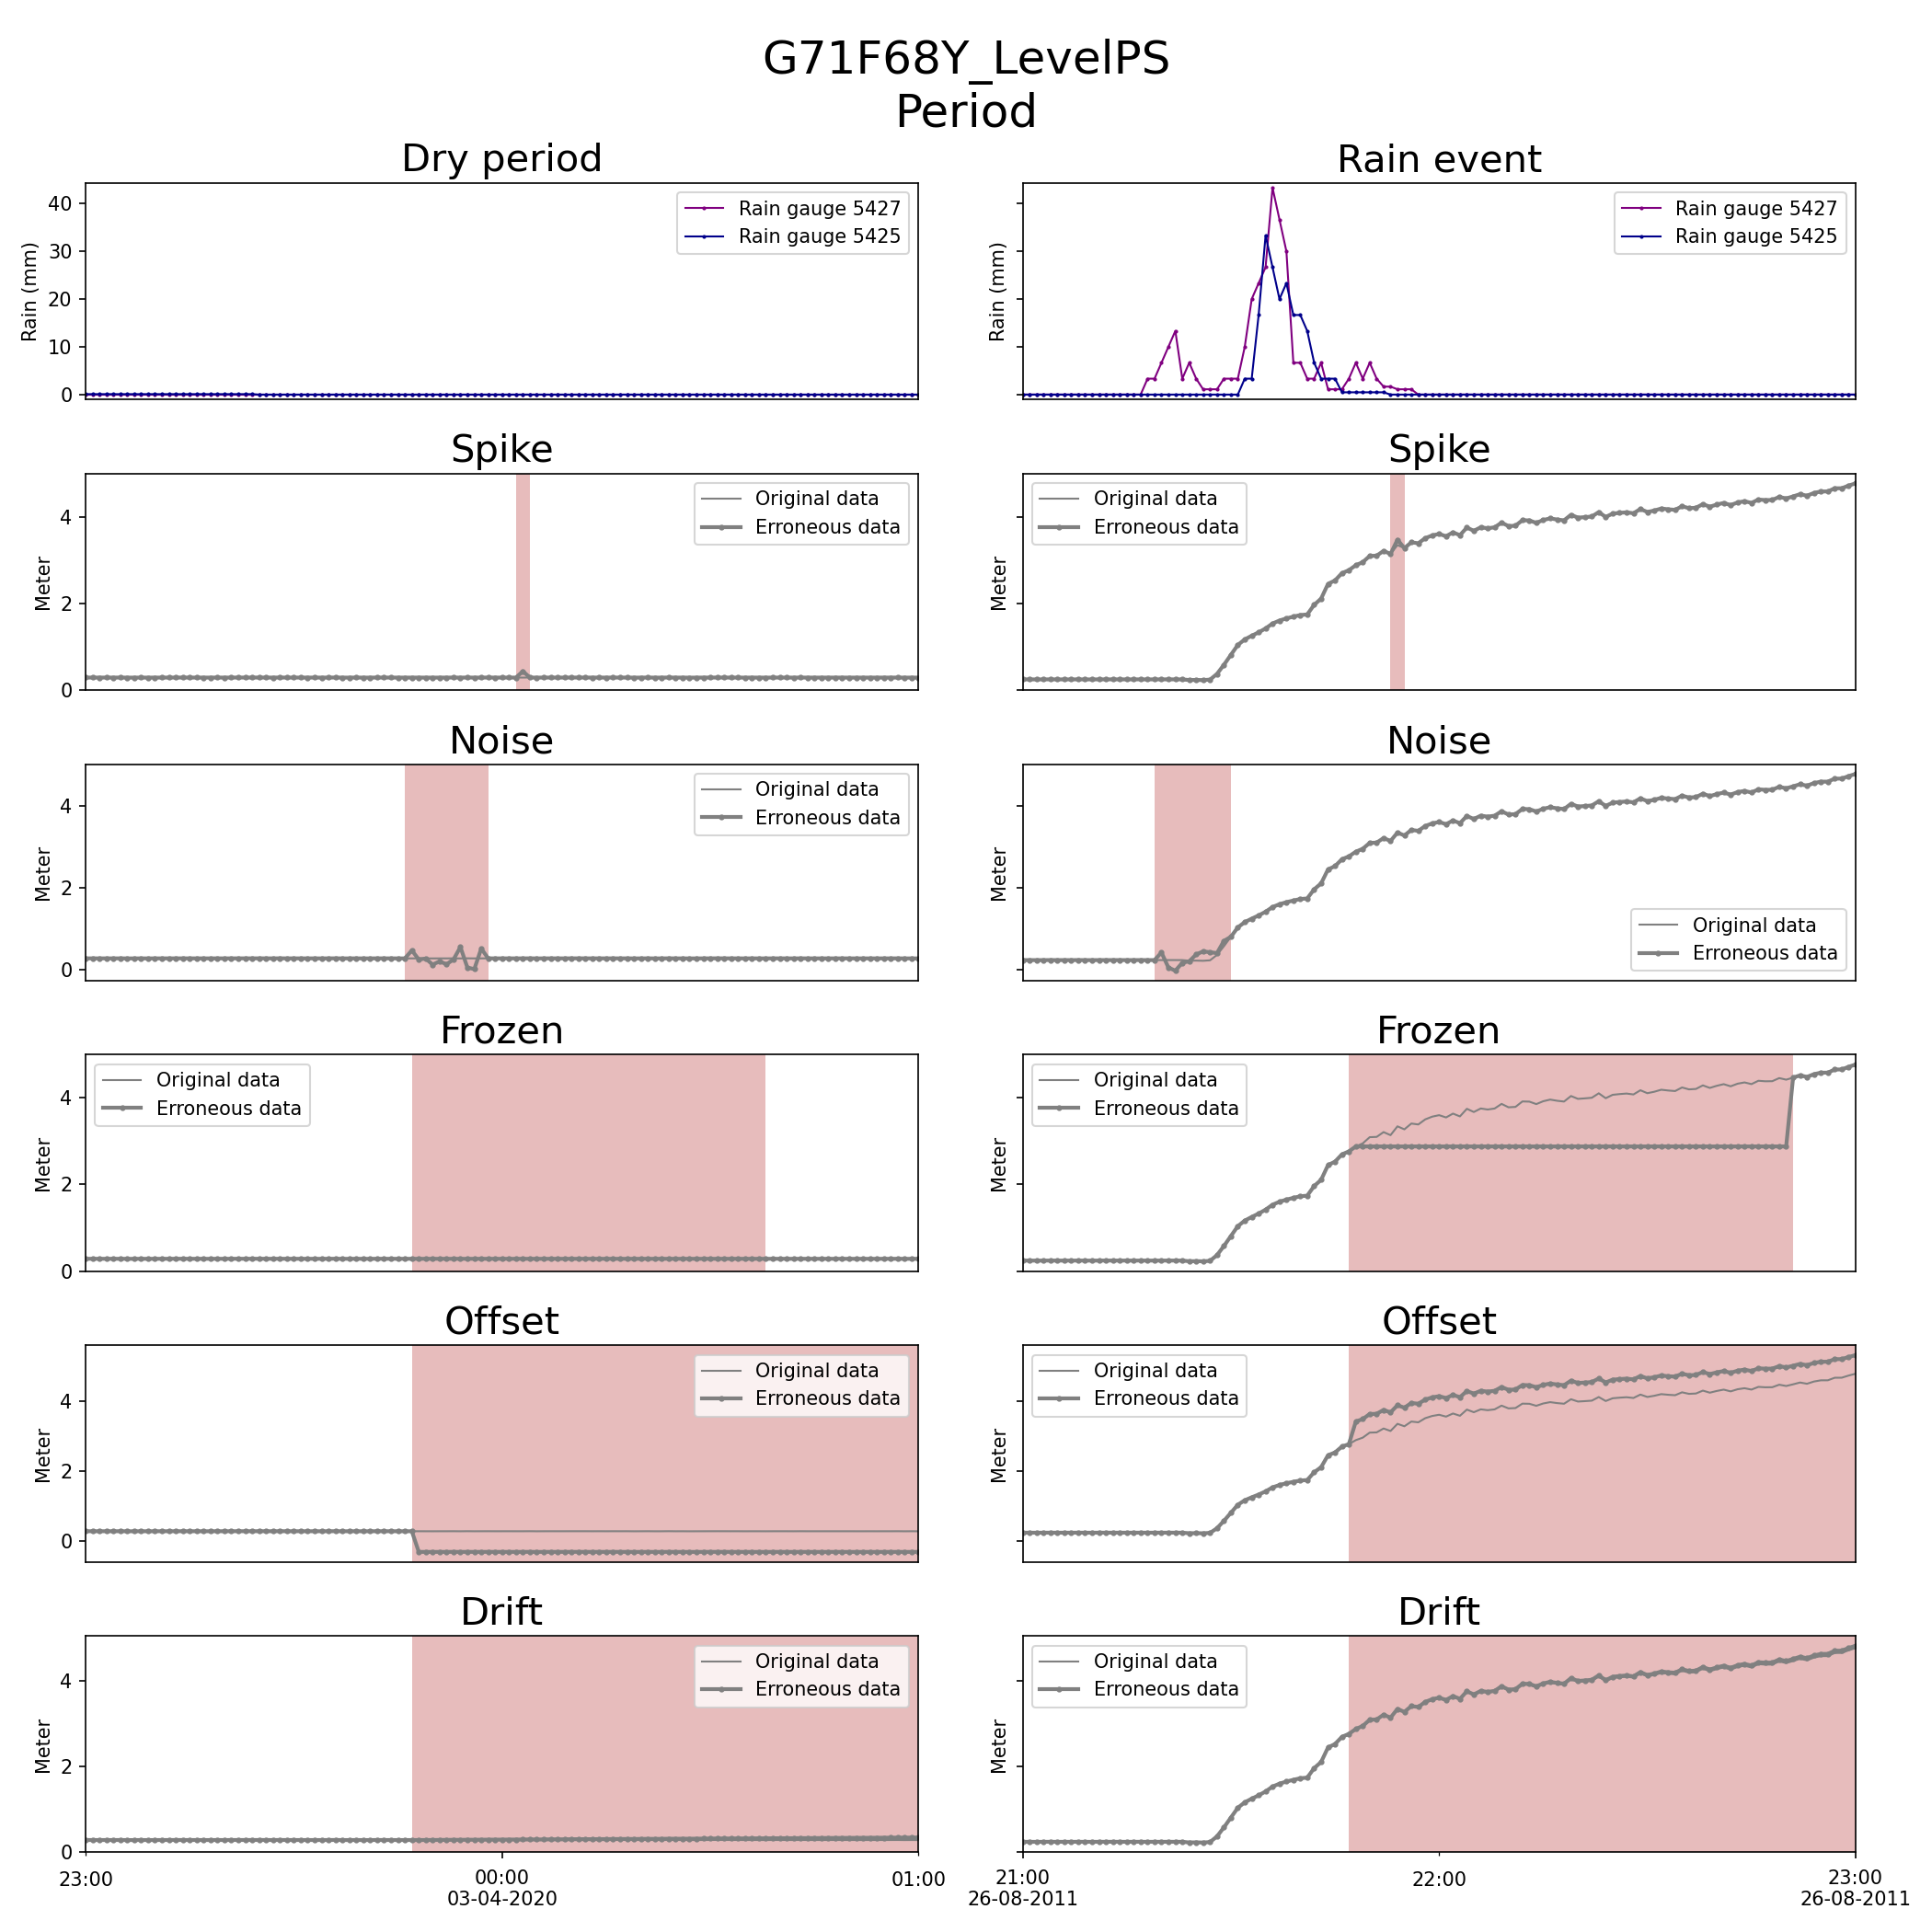 G71F68Y_LevelPS
Period
Dry period
Rain event
Rain (mm)
40
30
20
10
0
Rain gauge 5427
Rain gauge 5425
Rain (mm)
Rain gauge 5427
Rain gauge 5425
Spike
Spike
Meter
4
2
0
Original data
Erroneous data
Meter
Original data
Erroneous data
Noise
Noise
Meter
4
2
0
Original data
Erroneous data
Meter
Original data
Erroneous data
Frozen
Frozen
Meter
4
2
0
Original data
Erroneous data
Meter
Original data
Erroneous data
Offset
Offset
Meter
4
2
0
Original data
Erroneous data
Meter
Original data
Erroneous data
Drift
Drift
Meter
4
2
0
Original data
Erroneous data
Meter
Original data
Erroneous data
23:00
00:00
03-04-2020
01:00
21:00
26-08-2011
22:00
23:00
26-08-2011